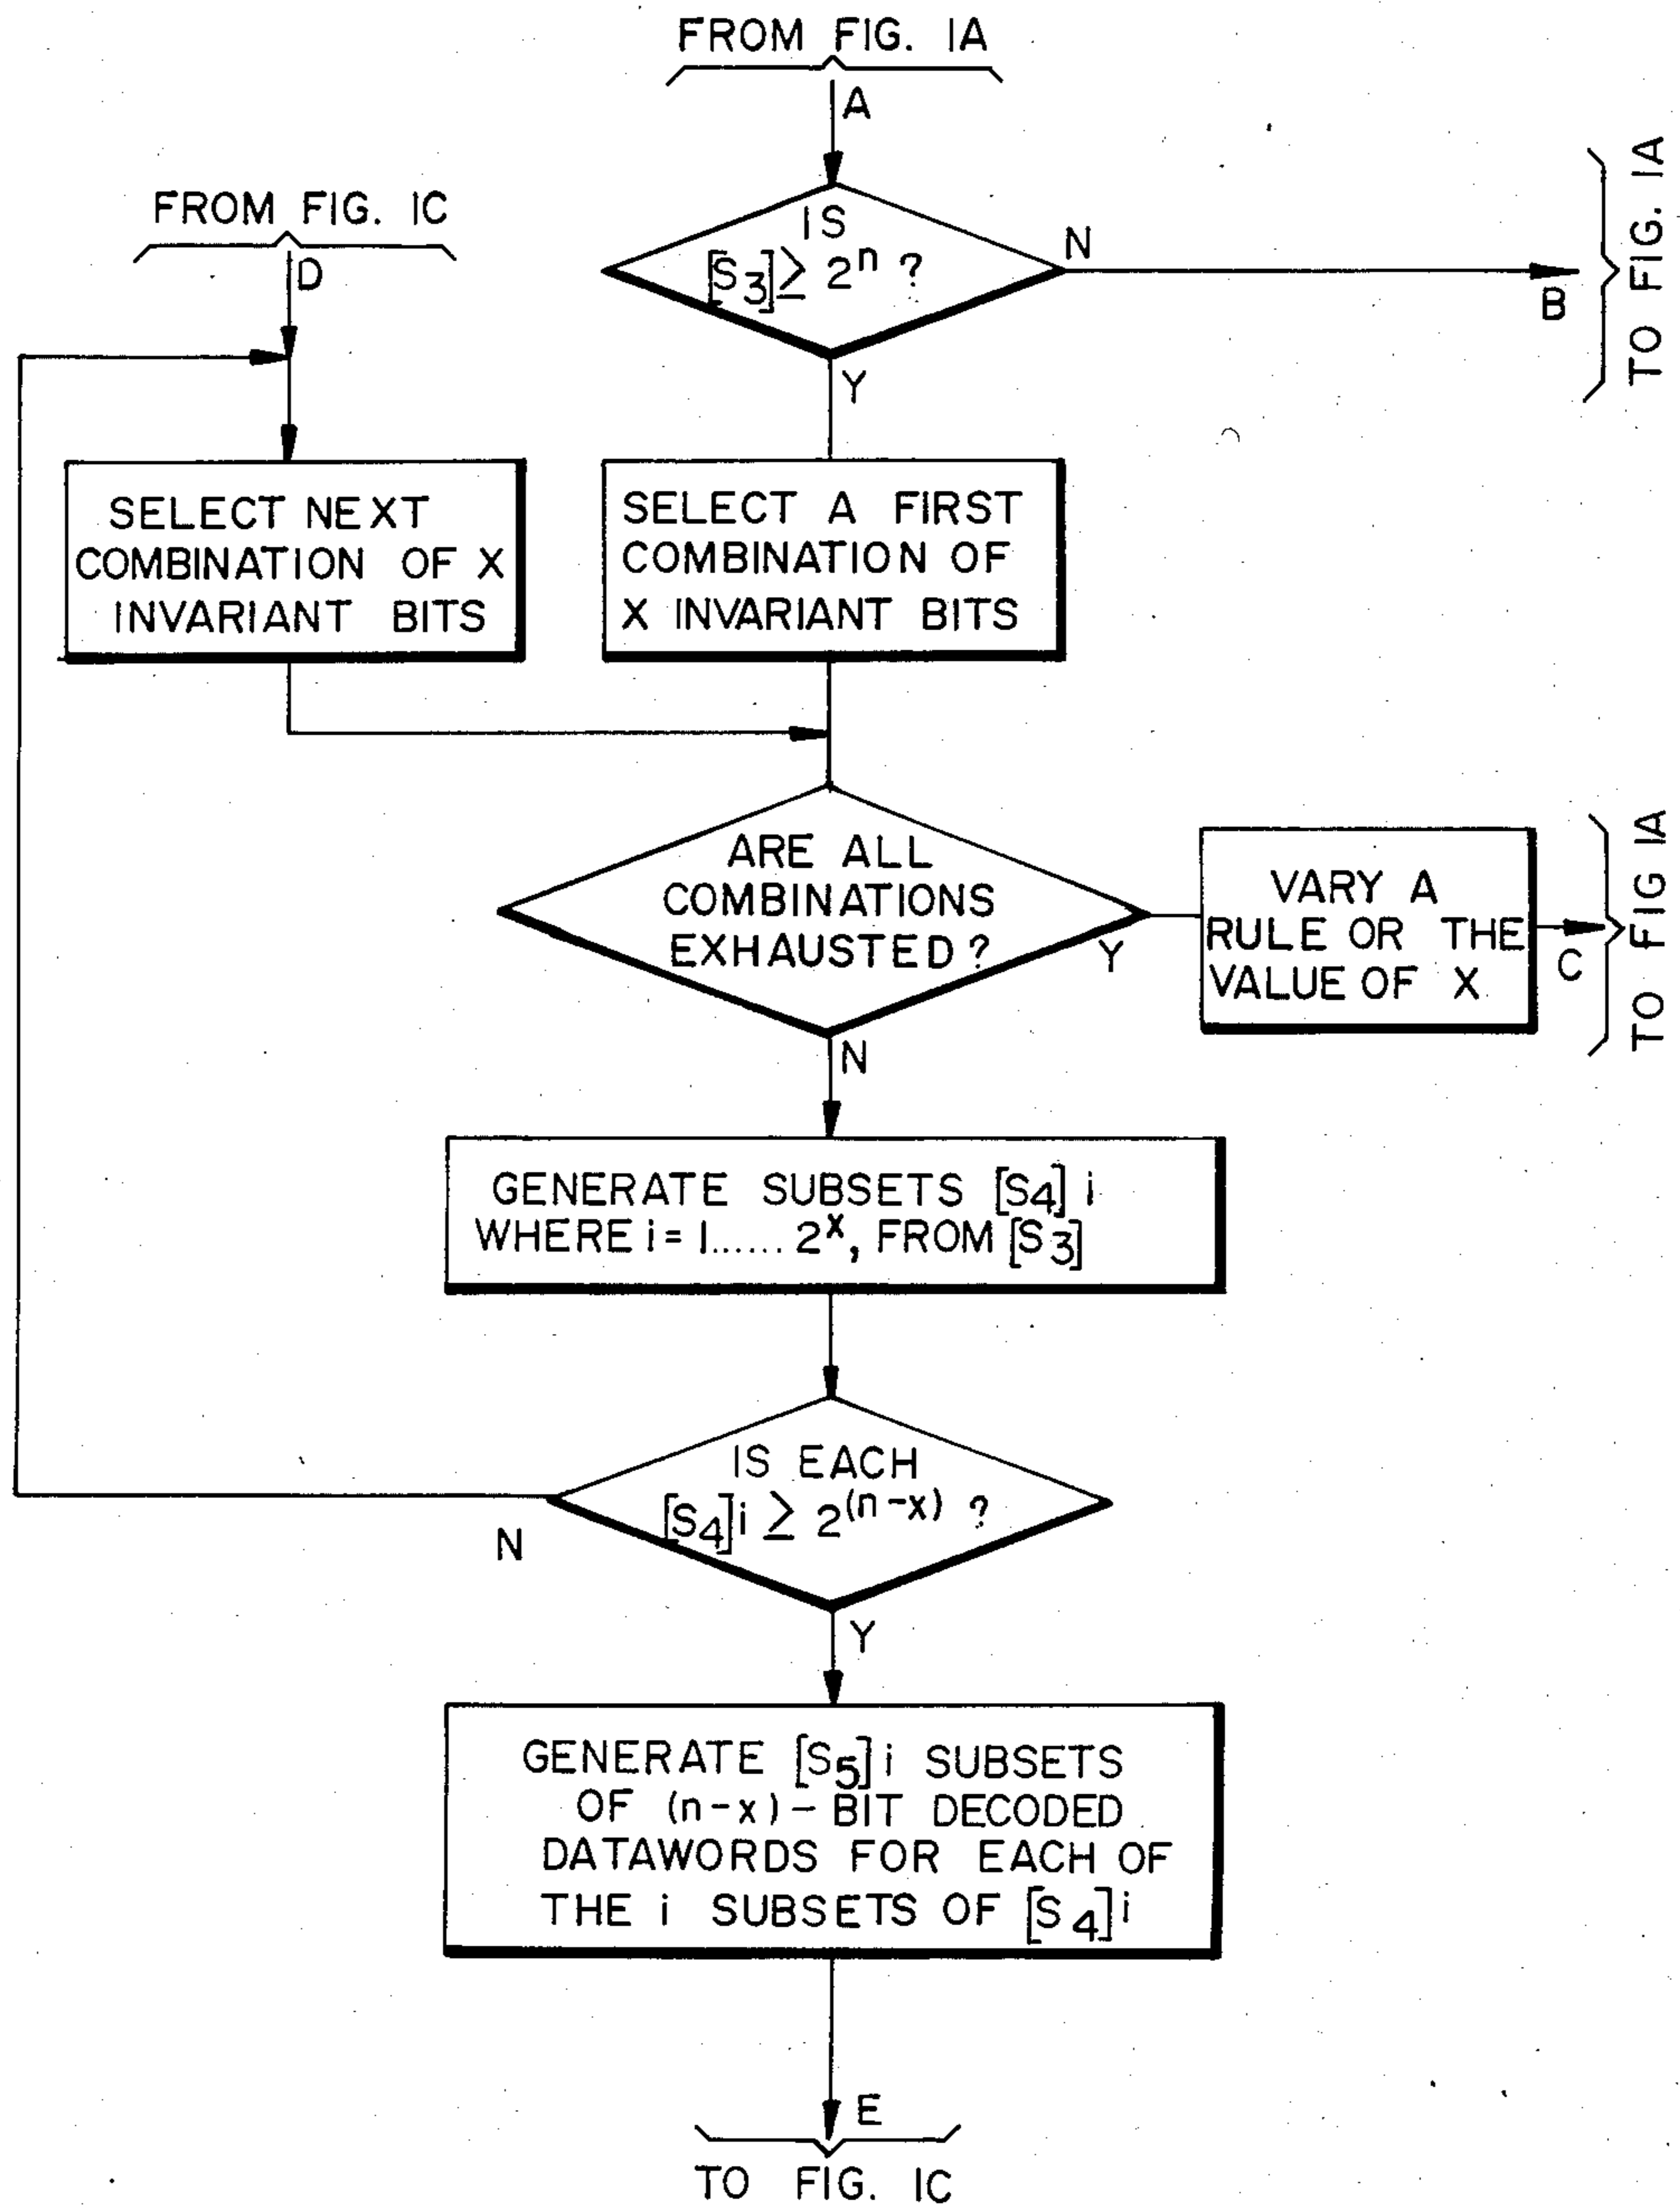 FROM FIG. 1A
A
FROM FIG. 1C
D
IS
[S3] ≥ 2^n ?
N
B
TO FIG. 1A
Y
SELECT NEXT
COMBINATION OF X
INVARIANT BITS
SELECT A FIRST
COMBINATION OF
X INVARIANT BITS
ARE ALL
COMBINATIONS
EXHAUSTED ?
Y
VARY A
RULE OR THE
VALUE OF X
C
TO FIG 1A
N
GENERATE SUBSETS [S4] i
WHERE i = 1...... 2^x, FROM [S3]
IS EACH
[S4]i ≥ 2^(n-x) ?
N
Y
GENERATE [S5]i SUBSETS
OF (n-x)-BIT DECODED
DATAWORDS FOR EACH OF
THE i SUBSETS OF [S4]i
E
TO FIG. 1C